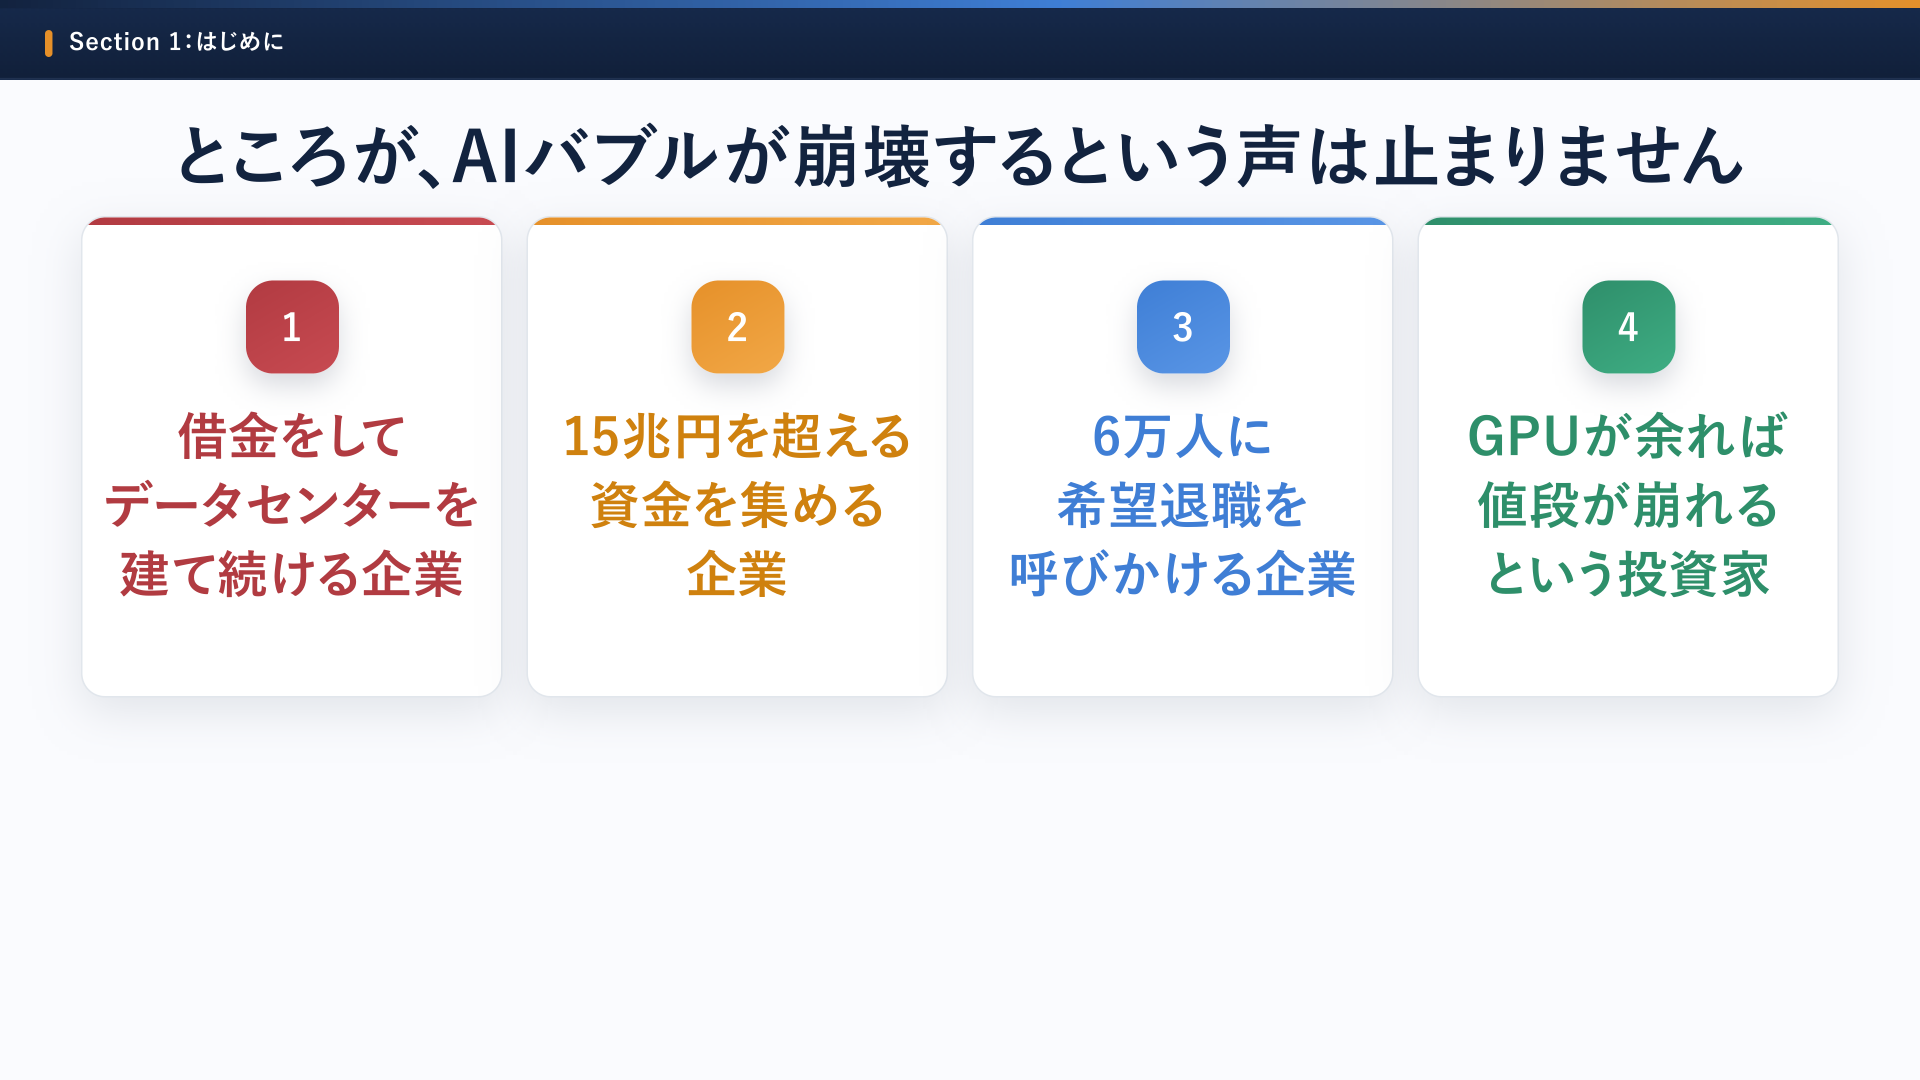 Section 1：はじめに
ところが、AIバブルが崩壊するという声は止まりません
1
借金をして
データセンターを
建て続ける企業
2
15兆円を超える
資金を集める
企業
3
6万人に
希望退職を
呼びかける企業
4
GPUが余れば
値段が崩れる
という投資家